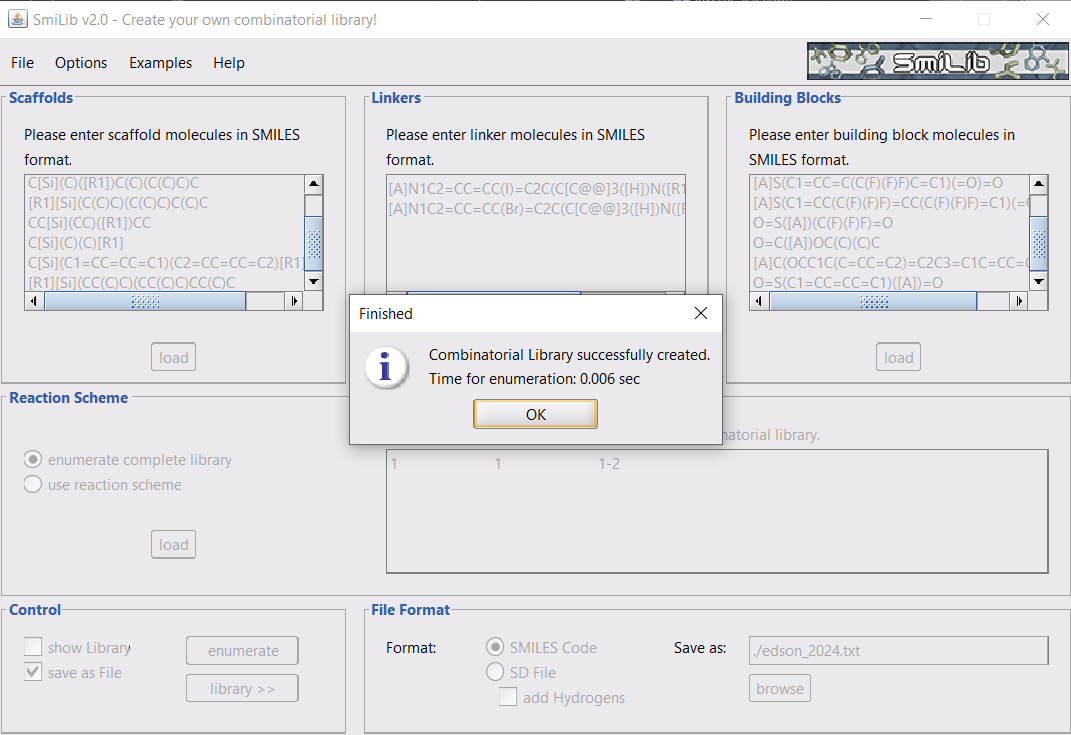 SmiLib v2.0 - Create your own combinatorial library!
File Options Examples Help
SmiLib
Scaffolds
Please enter scaffold molecules in SMILES
format.
C[Si](C)([R1])C(C)(C(C)C)C
[R1][Si](C(C)C)(C(C)C)C(C)C
CC[Si](CC)([R1])CC
C[Si](C)(C)[R1]
C[Si](C1=CC=CC=C1)(C2=CC=CC=C2)[R1]
[R1][Si](CC(C)C)(CC(C)C)CC(C)C
load
Linkers
Please enter linker molecules in SMILES
format.
[A]N1C2=CC=CC(I)=C2C(C[C@@]3([H])N([R1
[A]N1C2=CC=CC(Br)=C2C(C[C@@]3([H])N([
Building Blocks
Please enter building block molecules in
SMILES format.
[A]S(C1=CC=C(C(F)(F)F)C=C1)(=O)=O
[A]S(C1=CC(C(F)(F)F)=CC(C(F)(F)F)=C1)(=
O=S([A])(C(F)(F)F)=O
O=C([A])OC(C)(C)C
[A]C(OCC1C(C=CC=C2)=C2C3=C1C=CC=
O=S(C1=CC=CC=C1)([A])=O
load
Finished
Combinatorial Library successfully created.
Time for enumeration: 0.006 sec
OK
Reaction Scheme
enumerate complete library
use reaction scheme
load
natorial library.
1 1 1-2
Control
show Library
save as File
enumerate
library >>
File Format
Format:
SMILES Code
SD File
add Hydrogens
Save as:
./edson_2024.txt
browse